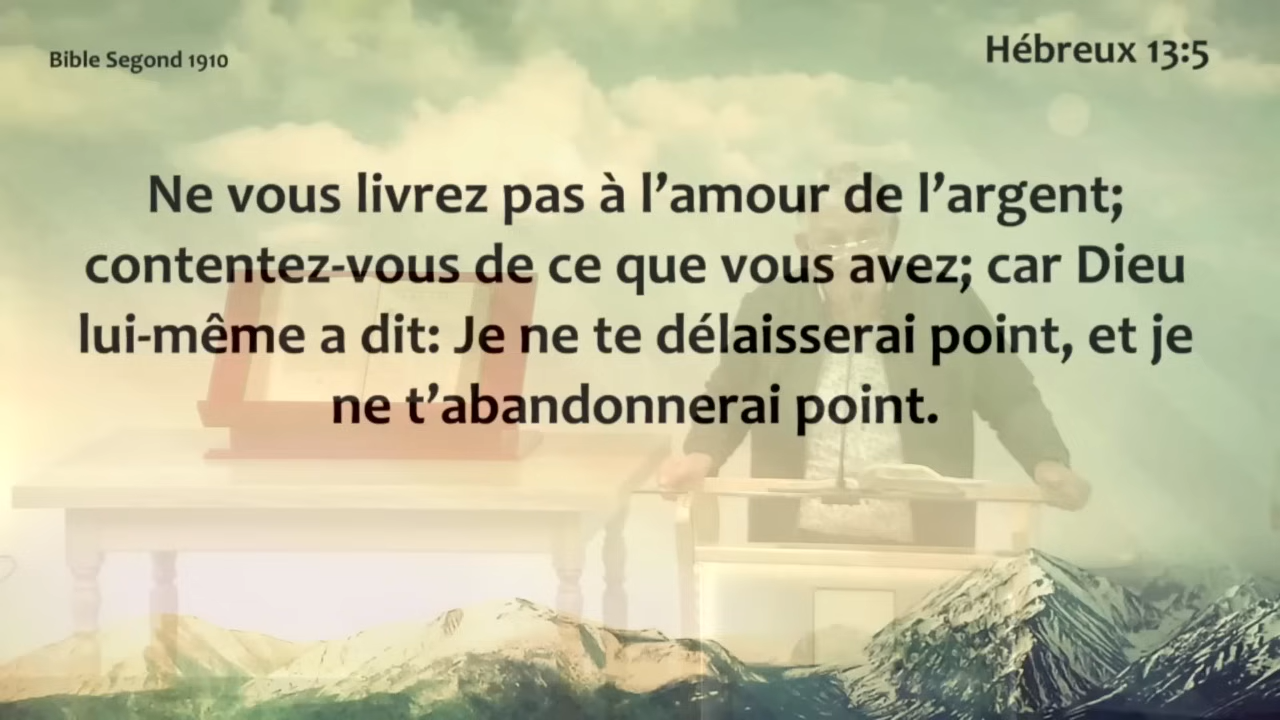 Bible Segond 1910
Hébreux 13:5
Ne vous livrez pas à l’amour de l’argent;
contentez-vous de ce que vous avez; car Dieu
lui-même a dit: Je ne te délaisserai point, et je
ne t’abandonnerai point.